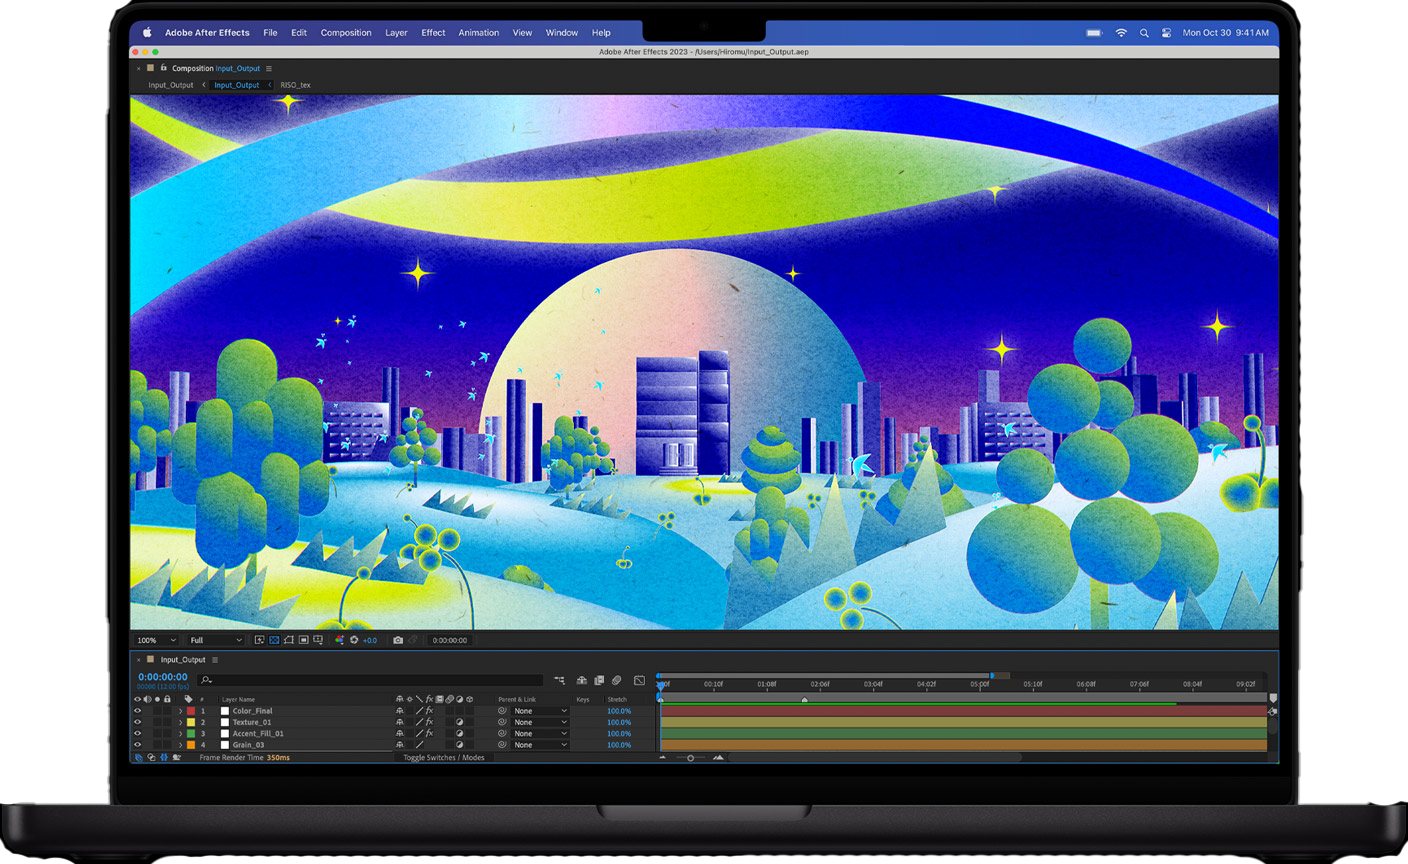 Adobe After Effects File Edit Composition Layer Effect Animation View Window Help Mon Oct 30 9:41 AM
Adobe After Effects 2023 - /Users/Hiromu/Input_Output.aep
Composition Input_Output
Input_Output Input_Output RISO_tex
100% Full +0.0 0:00:00:00
Input_Output
0:00:00:00
00000 (12.00 fps)
# Layer Name Parent & Link Keys Stretch
00:10f 01:08f 02:06f 03:04f 04:02f 05:00f 05:10f 06:08f 07:06f 08:04f 09:02f
1 Color_Final None 100.0%
2 Texture_01 None 100.0%
3 Accent_Fill_01 None 100.0%
4 Grain_03 None 100.0%
Frame Render Time 350ms Toggle Switches / Modes